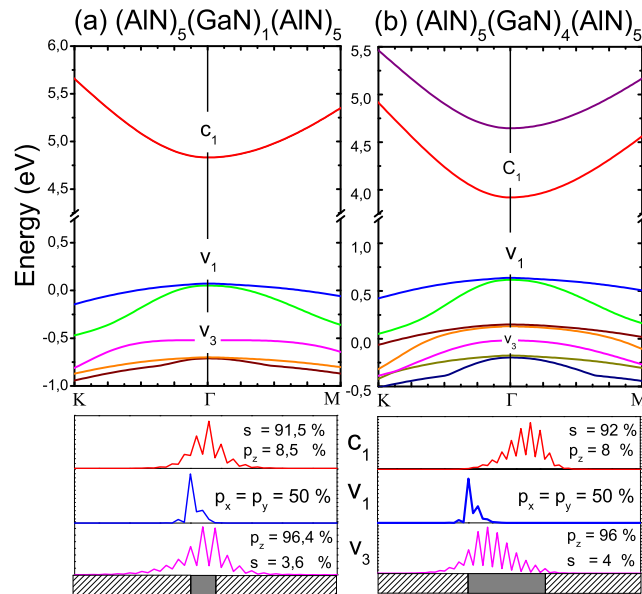 (a) (AlN)5(GaN)1(AlN)5
(b) (AlN)5(GaN)4(AlN)5
Energy (eV)
6,0
5,5
5,0
4,5
0,5
0,0
-0,5
-1,0
c1
v1
v3
K
Γ
M
5,5
5,0
4,5
4,0
1,0
0,5
0,0
-0,5
C1
v1
v3
K
Γ
M
s = 91,5 %
pz = 8,5 %
px = py = 50 %
pz = 96,4 %
s = 3,6 %
c1
v1
v3
s = 92 %
pz = 8 %
px = py = 50 %
pz = 96 %
s = 4 %